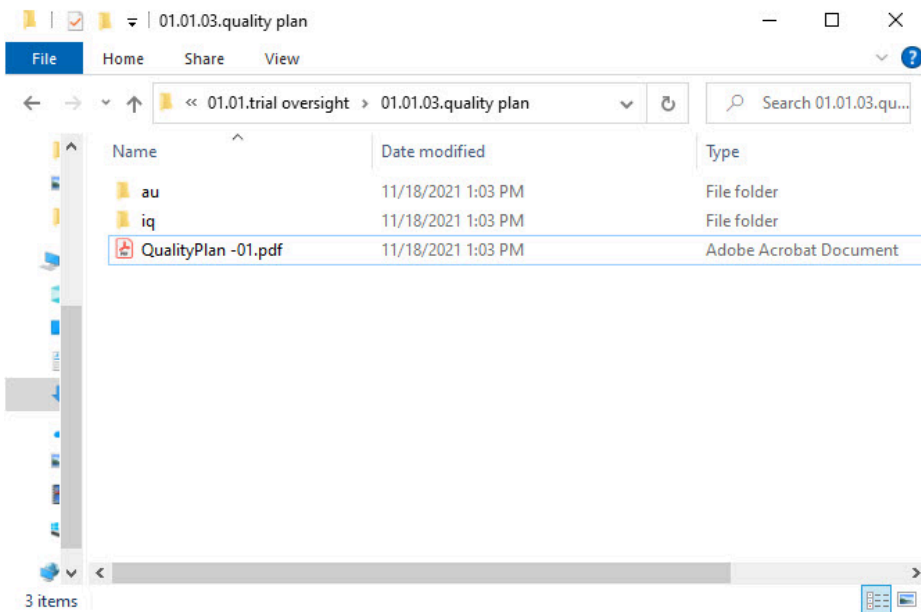 01.01.03.quality plan
File Home Share View
« 01.01.trial oversight > 01.01.03.quality plan Search 01.01.03.qu...
Name Date modified Type
au 11/18/2021 1:03 PM File folder
iq 11/18/2021 1:03 PM File folder
QualityPlan -01.pdf 11/18/2021 1:03 PM Adobe Acrobat Document
3 items